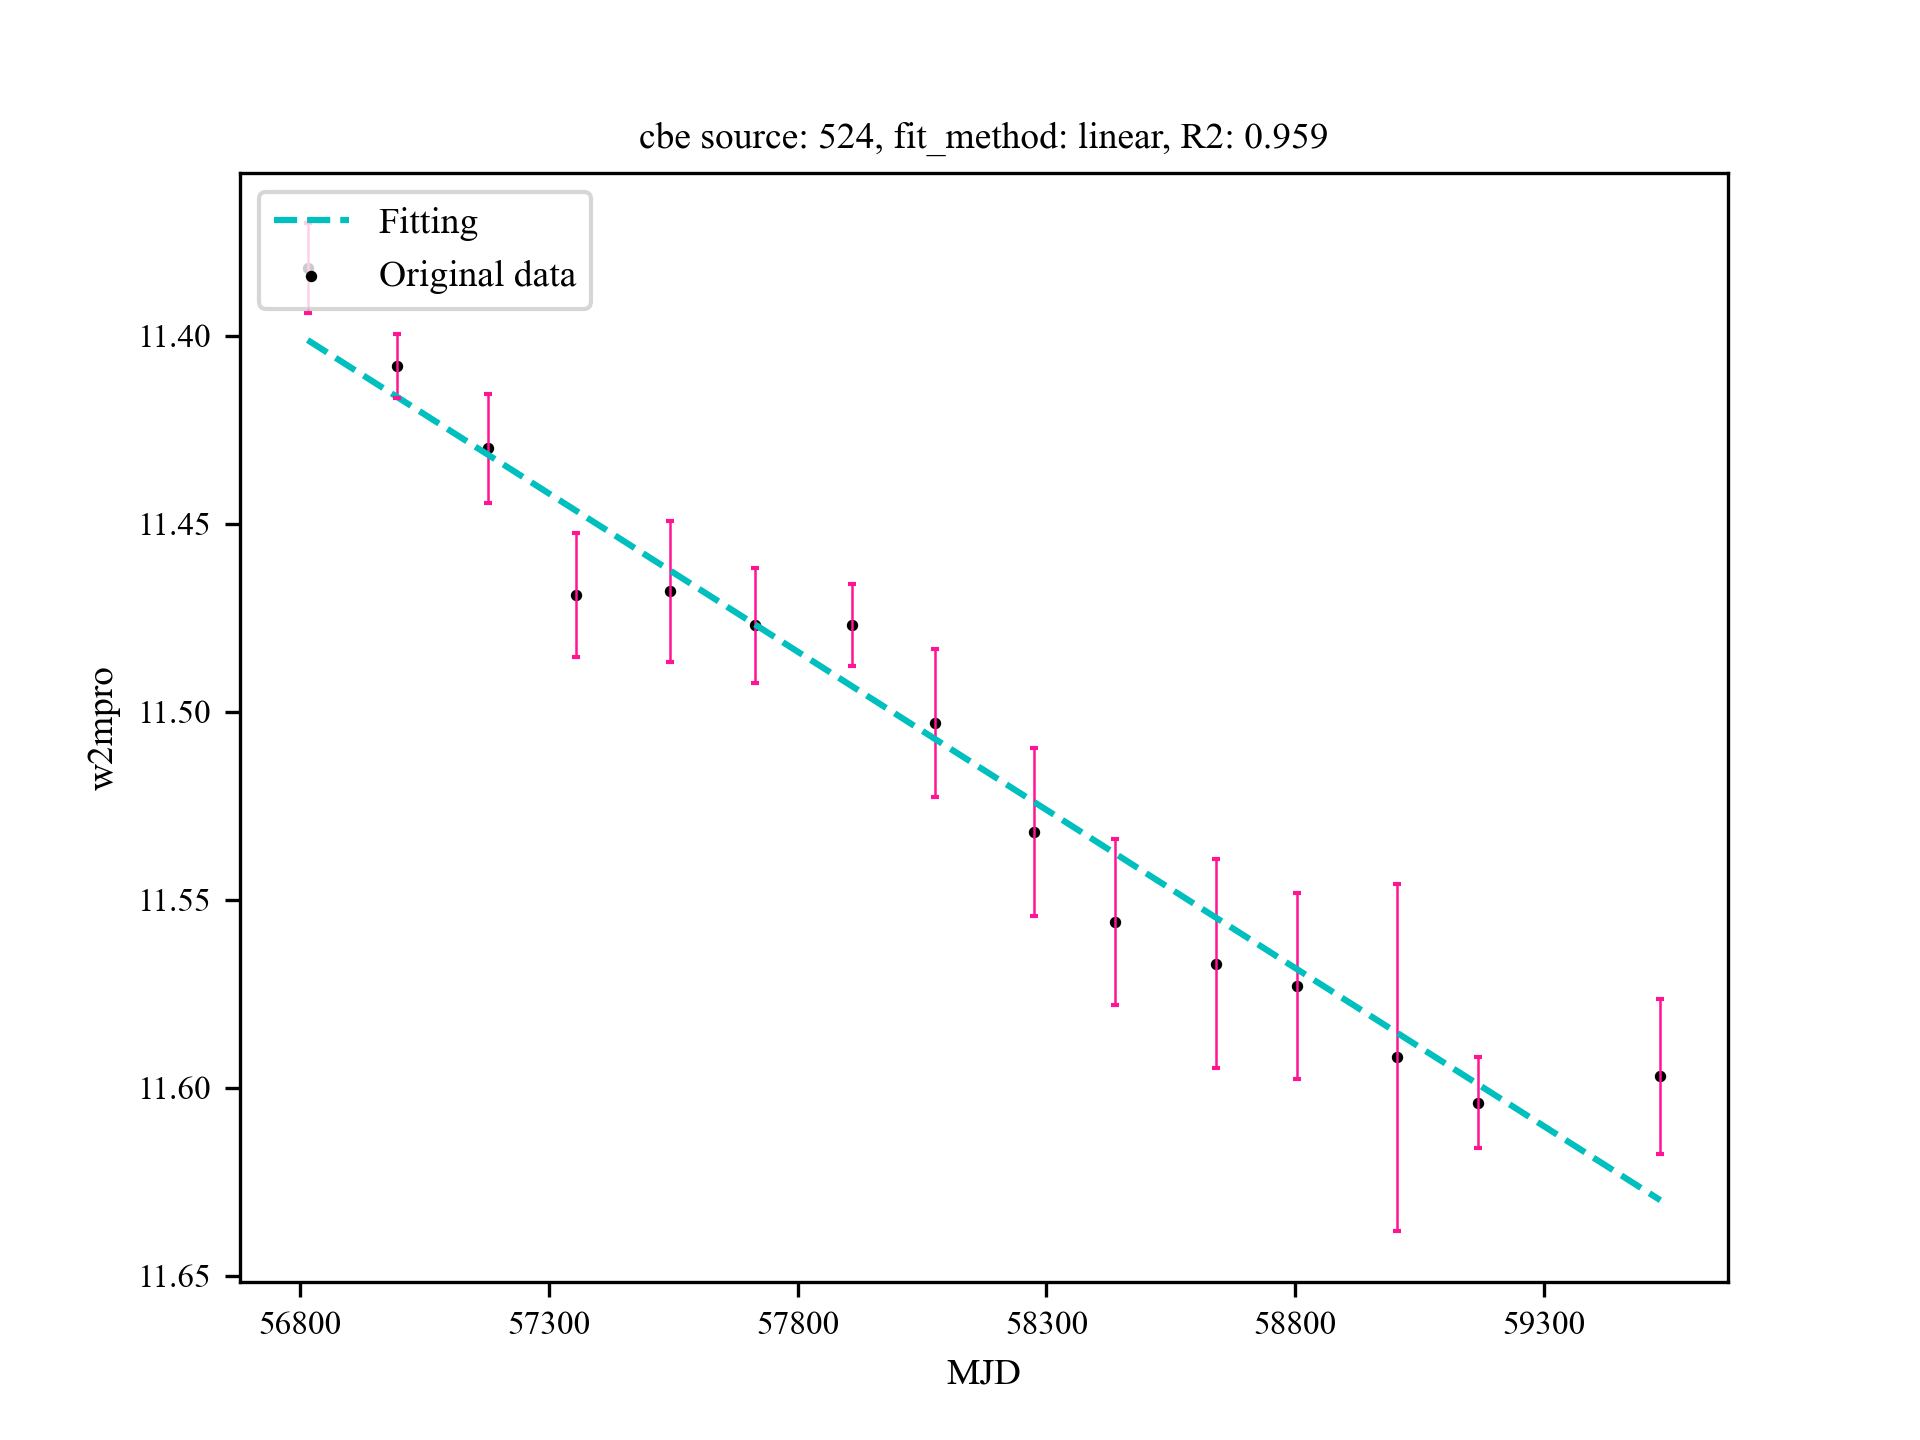 cbe source: 524, fit_method: linear, R2: 0.959
Fitting
Original data
11.40
11.45
11.50
11.55
11.60
11.65
w2mpro
56800 57300 57800 58300 58800 59300
MJD